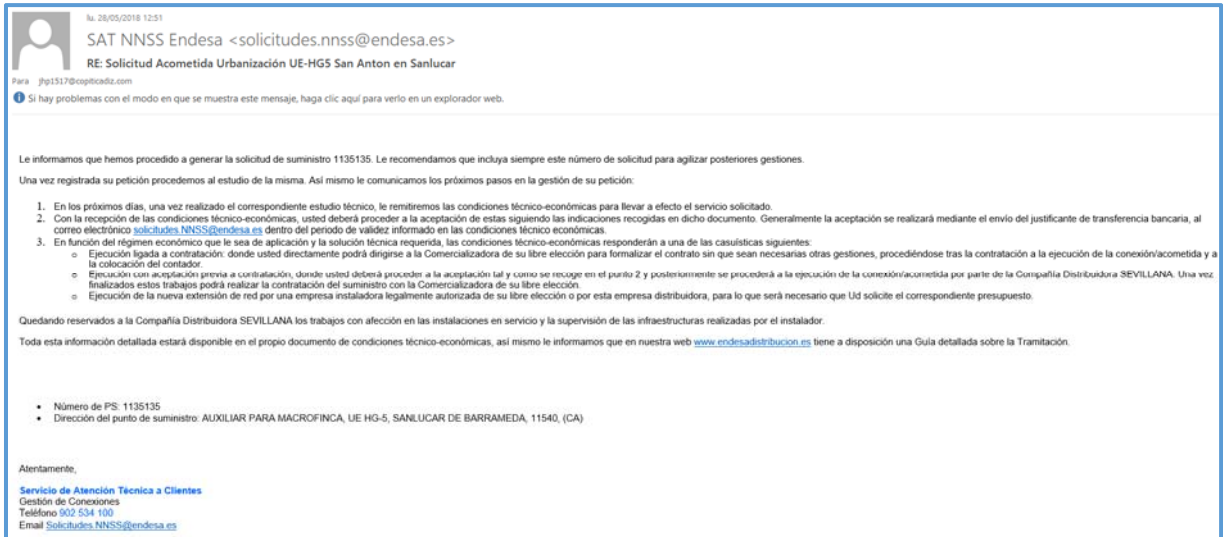 lu. 28/05/2018 12:51
SAT NNSS Endesa <solicitudes.nnss@endesa.es>
RE: Solicitud Acometida Urbanización UE-HG5 San Anton en Sanlucar
Para jhp1517@copiticadiz.com
Si hay problemas con el modo en que se muestra este mensaje, haga clic aquí para verlo en un explorador web.
Le informamos que hemos procedido a generar la solicitud de suministro 1135135. Le recomendamos que incluya siempre este número de solicitud para agilizar posteriores gestiones.
Una vez registrada su petición procedemos al estudio de la misma. Así mismo le comunicamos los próximos pasos en la gestión de su petición:
1. En los próximos días, una vez realizado el correspondiente estudio técnico, le remitiremos las condiciones técnico-económicas para llevar a efecto el servicio solicitado.
2. Con la recepción de las condiciones técnico-económicas, usted deberá proceder a la aceptación de estas siguiendo las indicaciones recogidas en dicho documento. Generalmente la aceptación se realizará mediante el envío del justificante de transferencia bancaria, al
correo electrónico solicitudes.NNSS@endesa.es dentro del periodo de validez informado en las condiciones técnico económicas.
3. En función del régimen económico que le sea de aplicación y la solución técnica requerida, las condiciones técnico-económicas responderán a una de las casuísticas siguientes:
o Ejecución ligada a contratación: donde usted directamente podrá dirigirse a la Comercializadora de su libre elección para formalizar el contrato sin que sean necesarias otras gestiones, procediéndose tras la contratación a la ejecución de la conexión/acometida y a
la colocación del contador.
o Ejecución con aceptación previa a contratación, donde usted deberá proceder a la aceptación tal y como se recoge en el punto 2 y posteriormente se procederá a la ejecución de la conexión/acometida por parte de la Compañía Distribuidora SEVILLANA. Una vez
finalizados estos trabajos podrá realizar la contratación del suministro con la Comercializadora de su libre elección.
o Ejecución de la nueva extensión de red por una empresa instaladora legalmente autorizada de su libre elección o por esta empresa distribuidora, para lo que será necesario que Ud solicite el correspondiente presupuesto.
Quedando reservados a la Compañía Distribuidora SEVILLANA los trabajos con afección en las instalaciones en servicio y la supervisión de las infraestructuras realizadas por el instalador.
Toda esta información detallada estará disponible en el propio documento de condiciones técnico-económicas, así mismo le informamos que en nuestra web www.endesadistribucion.es tiene a disposición una Guía detallada sobre la Tramitación.
• Número de PS: 1135135
• Dirección del punto de suministro: AUXILIAR PARA MACROFINCA, UE HG-5, SANLUCAR DE BARRAMEDA, 11540, (CA)
Atentamente,
Servicio de Atención Técnica a Clientes
Gestión de Conexiones
Teléfono 902 534 100
Email Solicitudes.NNSS@endesa.es